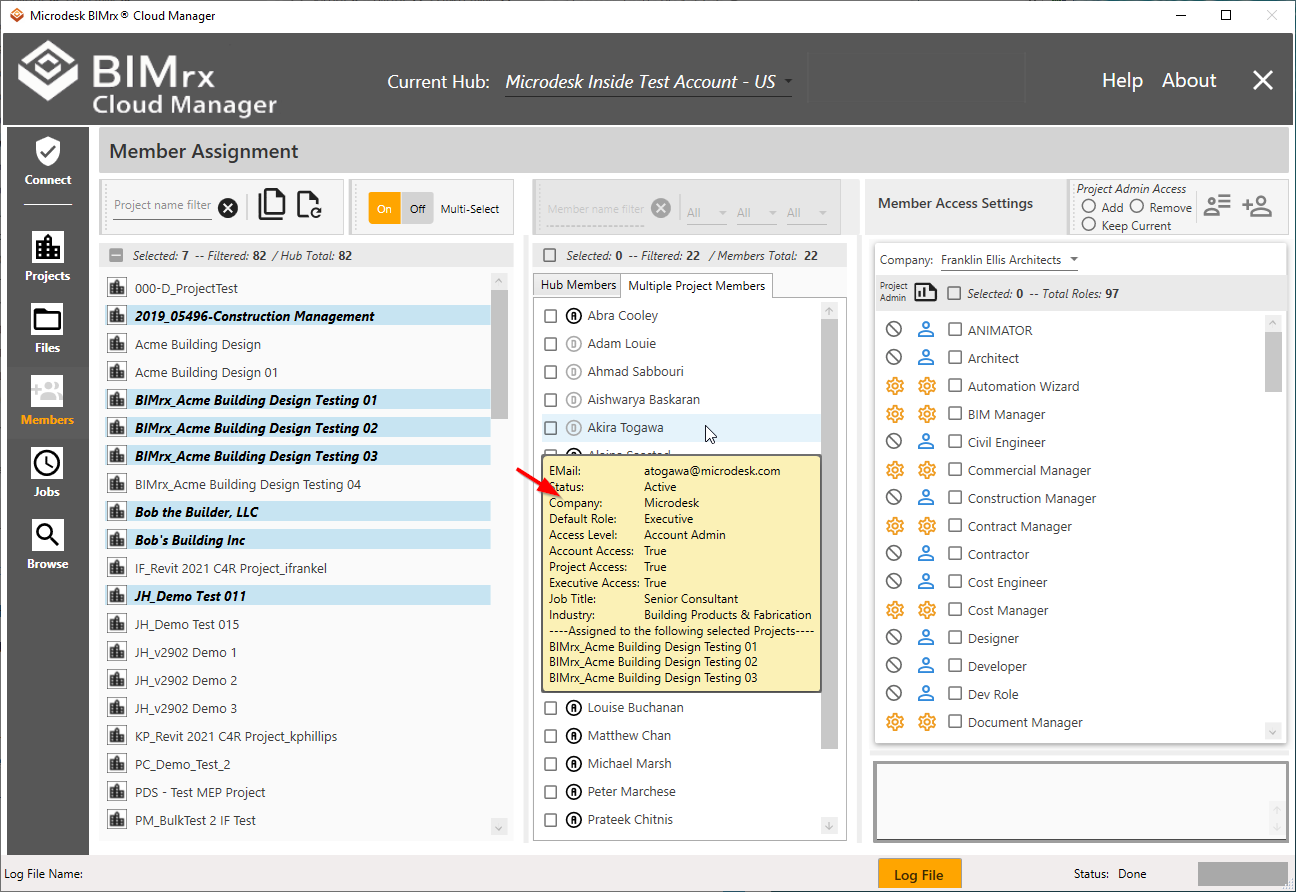 Microdesk BIMrx® Cloud Manager
BIMrx
Cloud Manager
Current Hub: Microdesk Inside Test Account - US
Help About
Connect
Projects
Files
Members
Jobs
Browse
Member Assignment
Project name filter
On Off Multi-Select
Selected: 7 -- Filtered: 82 / Hub Total: 82
000-D_ProjectTest
2019_05496-Construction Management
Acme Building Design
Acme Building Design 01
BIMrx_Acme Building Design Testing 01
BIMrx_Acme Building Design Testing 02
BIMrx_Acme Building Design Testing 03
BIMrx_Acme Building Design Testing 04
Bob the Builder, LLC
Bob's Building Inc
IF_Revit 2021 C4R Project_ifrankel
JH_Demo Test 011
JH_Demo Test 015
JH_v2902 Demo 1
JH_v2902 Demo 2
JH_v2902 Demo 3
KP_Revit 2021 C4R Project_kphillips
PC_Demo_Test_2
PDS - Test MEP Project
PM_BulkTest 2 IF Test
Member name filter
All All All
Selected: 0 -- Filtered: 22 / Members Total: 22
Hub Members Multiple Project Members
A Abra Cooley
D Adam Louie
D Ahmad Sabbouri
D Aishwarya Baskaran
D Akira Togawa
EMail: atogawa@microdesk.com
Status: Active
Company: Microdesk
Default Role: Executive
Access Level: Account Admin
Account Access: True
Project Access: True
Executive Access: True
Job Title: Senior Consultant
Industry: Building Products & Fabrication
----Assigned to the following selected Projects----
BIMrx_Acme Building Design Testing 01
BIMrx_Acme Building Design Testing 02
BIMrx_Acme Building Design Testing 03
A Louise Buchanan
A Matthew Chan
A Michael Marsh
A Peter Marchese
A Prateek Chitnis
Member Access Settings
Project Admin Access
Add Remove
Keep Current
Company: Franklin Ellis Architects
Project
Admin
Selected: 0 -- Total Roles: 97
ANIMATOR
Architect
Automation Wizard
BIM Manager
Civil Engineer
Commercial Manager
Construction Manager
Contract Manager
Contractor
Cost Engineer
Cost Manager
Designer
Developer
Dev Role
Document Manager
Log File Name:
Log File
Status: Done